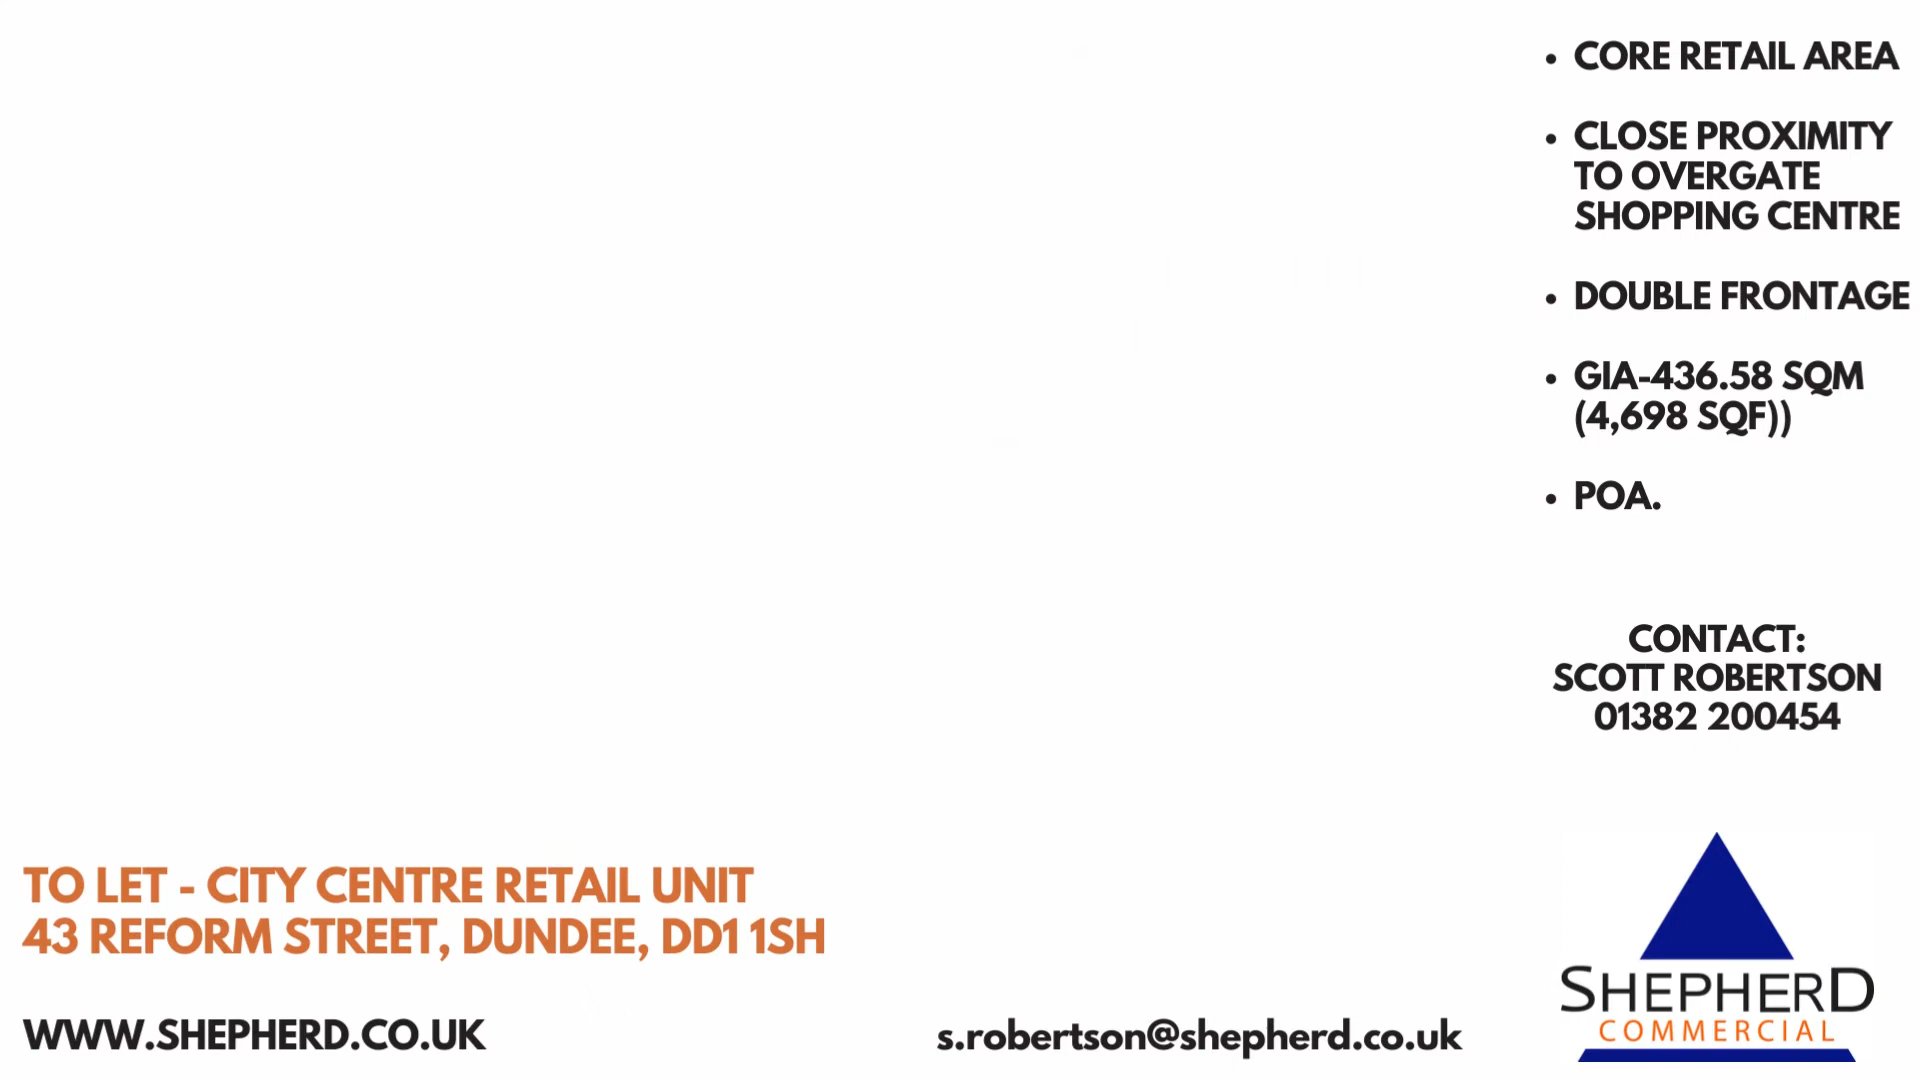 • CORE RETAIL AREA
• CLOSE PROXIMITY
TO OVERGATE
SHOPPING CENTRE
• DOUBLE FRONTAGE
• GIA-436.58 SQM
(4,698 SQF))
• POA.
CONTACT:
SCOTT ROBERTSON
01382 200454
TO LET - CITY CENTRE RETAIL UNIT
43 REFORM STREET, DUNDEE, DD1 1SH
WWW.SHEPHERD.CO.UK
s.robertson@shepherd.co.uk
SHEPHERD
COMMERCIAL